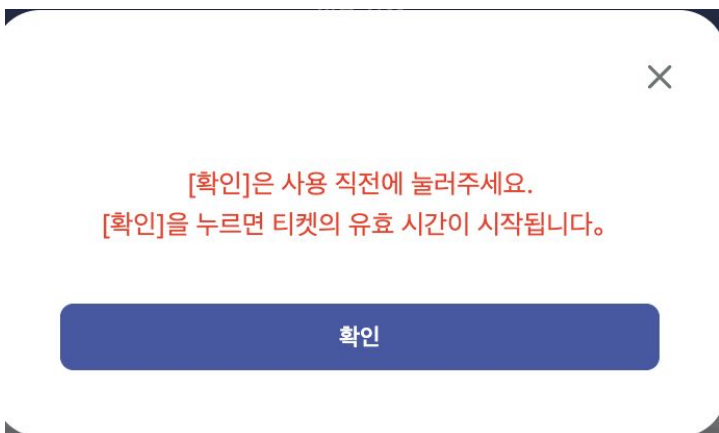 [확인]은 사용 직전에 눌러주세요.
[확인]을 누르면 티켓의 유효 시간이 시작됩니다。
확인